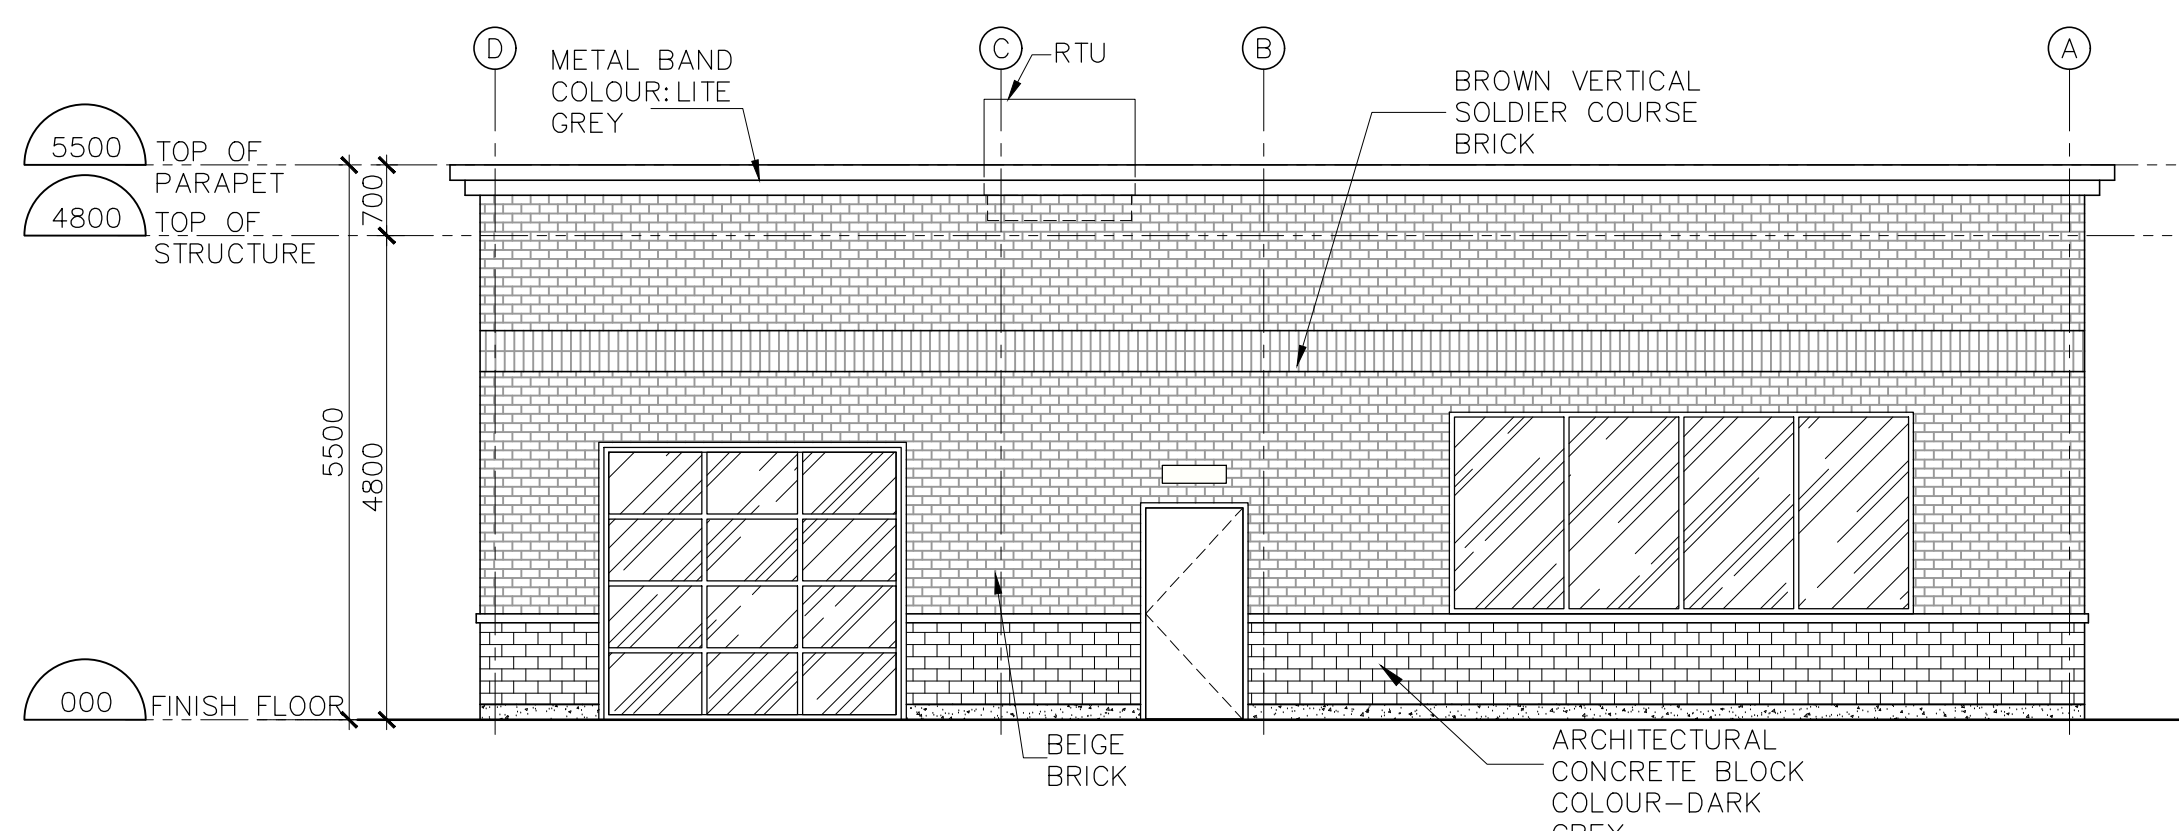 D
C
B
A
METAL BAND
COLOUR: LITE
GREY
RTU
BROWN VERTICAL
SOLDIER COURSE
BRICK
5500
TOP OF
PARAPET
4800
TOP OF
STRUCTURE
700
5500
4800
000
FINISH FLOOR
BEIGE
BRICK
ARCHITECTURAL
CONCRETE BLOCK
COLOUR-DARK
GREY